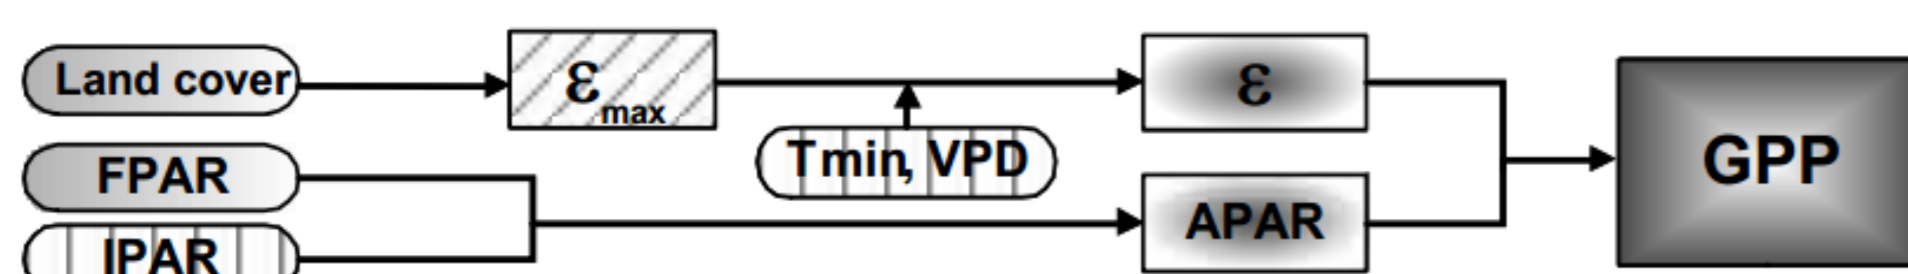 Land cover
εmax
ε
GPP
Tmin, VPD
FPAR
APAR
IPAR